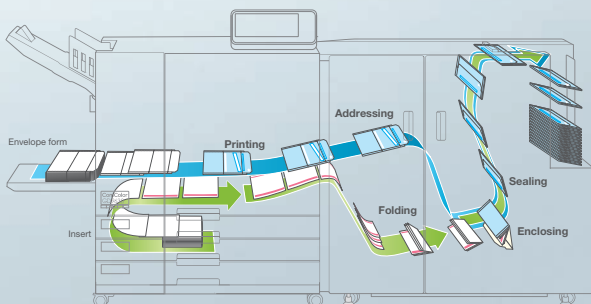 Envelope form
Printing
Addressing
Insert
Folding
Sealing
Enclosing